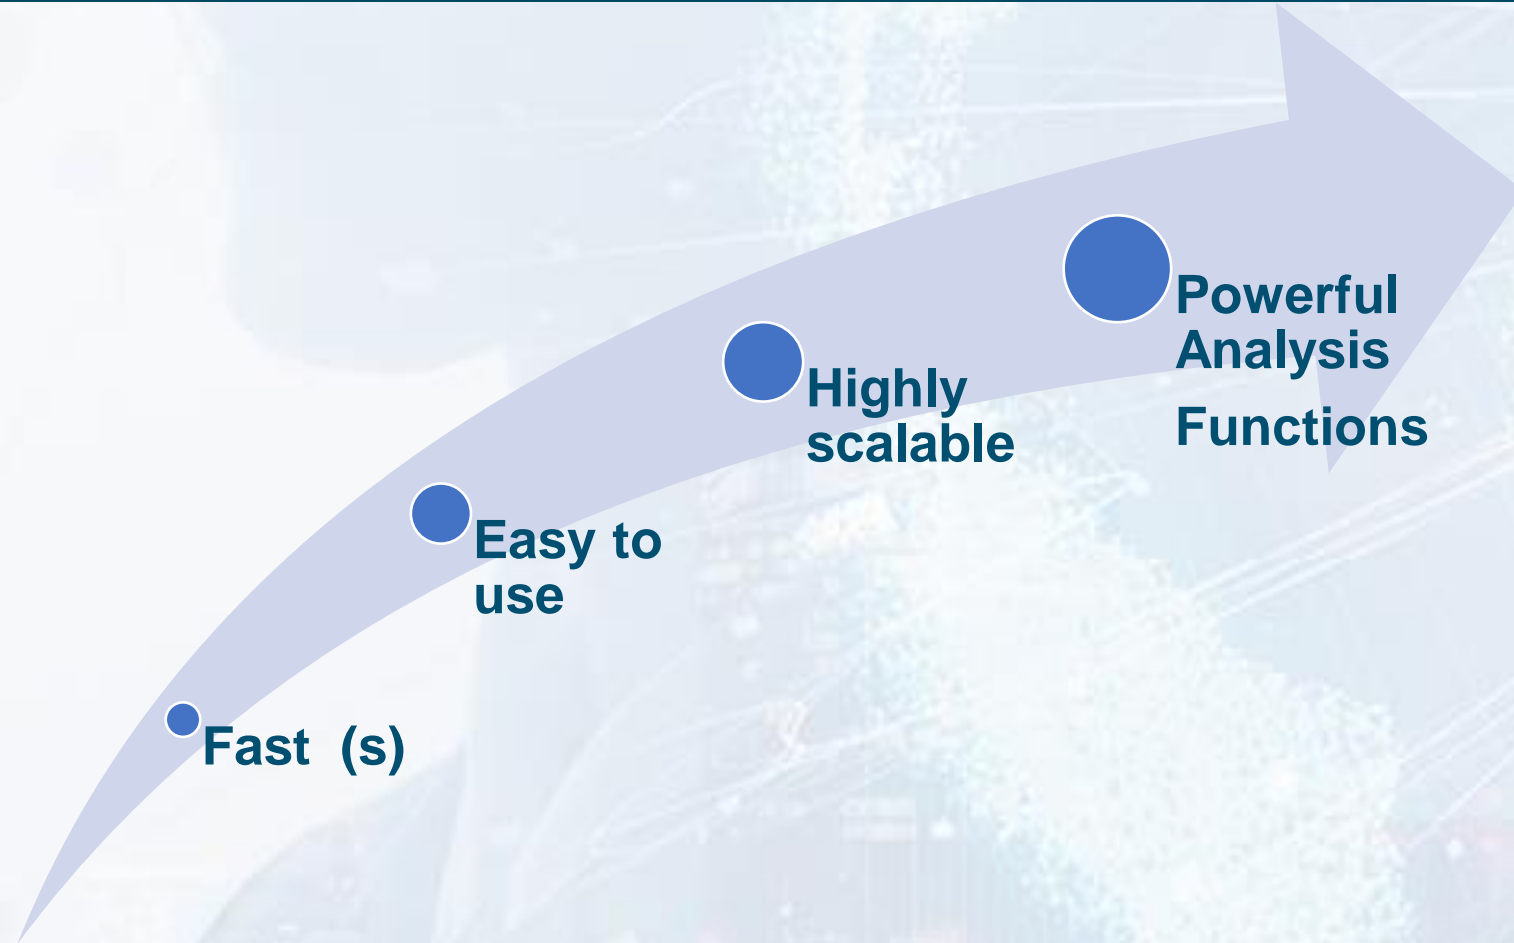 Powerful
Analysis
Functions
Highly
scalable
Easy to
use
Fast  (s)